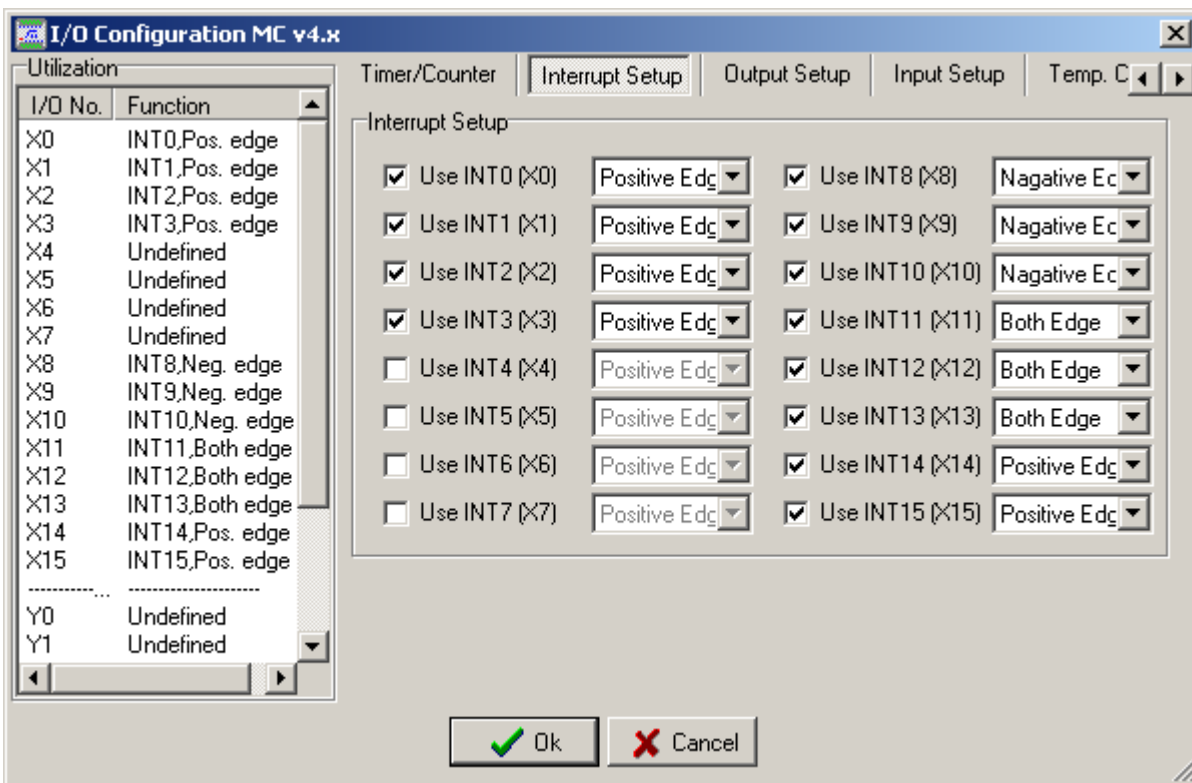 I/O Configuration MC v4.x
Utilization
I/O No. Function
X0 INT0,Pos. edge
X1 INT1,Pos. edge
X2 INT2,Pos. edge
X3 INT3,Pos. edge
X4 Undefined
X5 Undefined
X6 Undefined
X7 Undefined
X8 INT8,Neg. edge
X9 INT9,Neg. edge
X10 INT10,Neg. edge
X11 INT11,Both edge
X12 INT12,Both edge
X13 INT13,Both edge
X14 INT14,Pos. edge
X15 INT15,Pos. edge
-----------... ----------------------
Y0 Undefined
Y1 Undefined
Timer/Counter Interrupt Setup Output Setup Input Setup Temp. C
Interrupt Setup
Use INT0 (X0) Positive Edg Use INT8 (X8) Nagative Ec
Use INT1 (X1) Positive Edg Use INT9 (X9) Nagative Ec
Use INT2 (X2) Positive Edg Use INT10 (X10) Nagative Ec
Use INT3 (X3) Positive Edg Use INT11 (X11) Both Edge
Use INT4 (X4) Positive Edg Use INT12 (X12) Both Edge
Use INT5 (X5) Positive Edg Use INT13 (X13) Both Edge
Use INT6 (X6) Positive Edg Use INT14 (X14) Positive Edg
Use INT7 (X7) Positive Edg Use INT15 (X15) Positive Edg
Ok Cancel